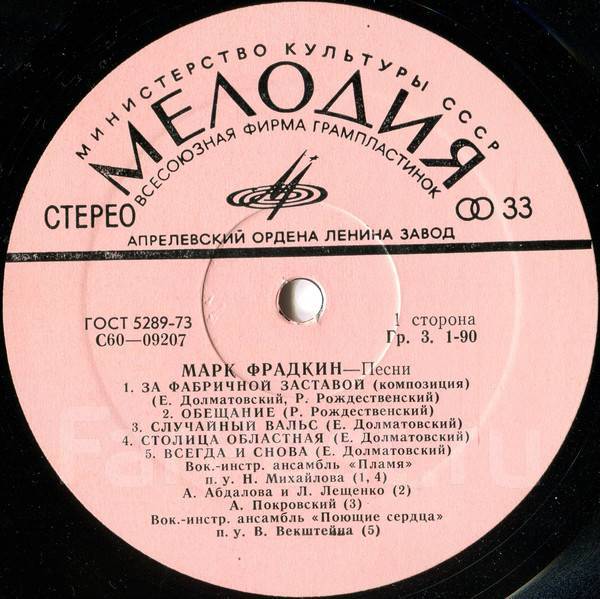 МИНИСТЕРСТВО КУЛЬТУРЫ СССР
МЕЛОДИЯ
ВСЕСОЮЗНАЯ ФИРМА ГРАМПЛАСТИНОК
СТЕРЕО
33
АПРЕЛЕВСКИЙ ОРДЕНА ЛЕНИНА ЗАВОД
ГОСТ 5289-73
С60—09207
1 сторона
Гр. 3. 1-90
МАРК ФРАДКИН—Песни
1. ЗА ФАБРИЧНОЙ ЗАСТАВОЙ (композиция)
(Е. Долматовский, Р. Рождественский)
2. ОБЕЩАНИЕ (Р. Рождественский)
3. СЛУЧАЙНЫЙ ВАЛЬС (Е. Долматовский)
4. СТОЛИЦА ОБЛАСТНАЯ (Е. Долматовский)
5. ВСЕГДА И СНОВА (Е. Долматовский)
Вок.-инстр. ансамбль «Пламя»
п. у. Н. Михайлова (1, 4)
А. Абдалова и Л. Лещенко (2)
А. Покровский (3)
Вок.-инстр. ансамбль «Поющие сердца»
п. у. В. Векштейна (5)